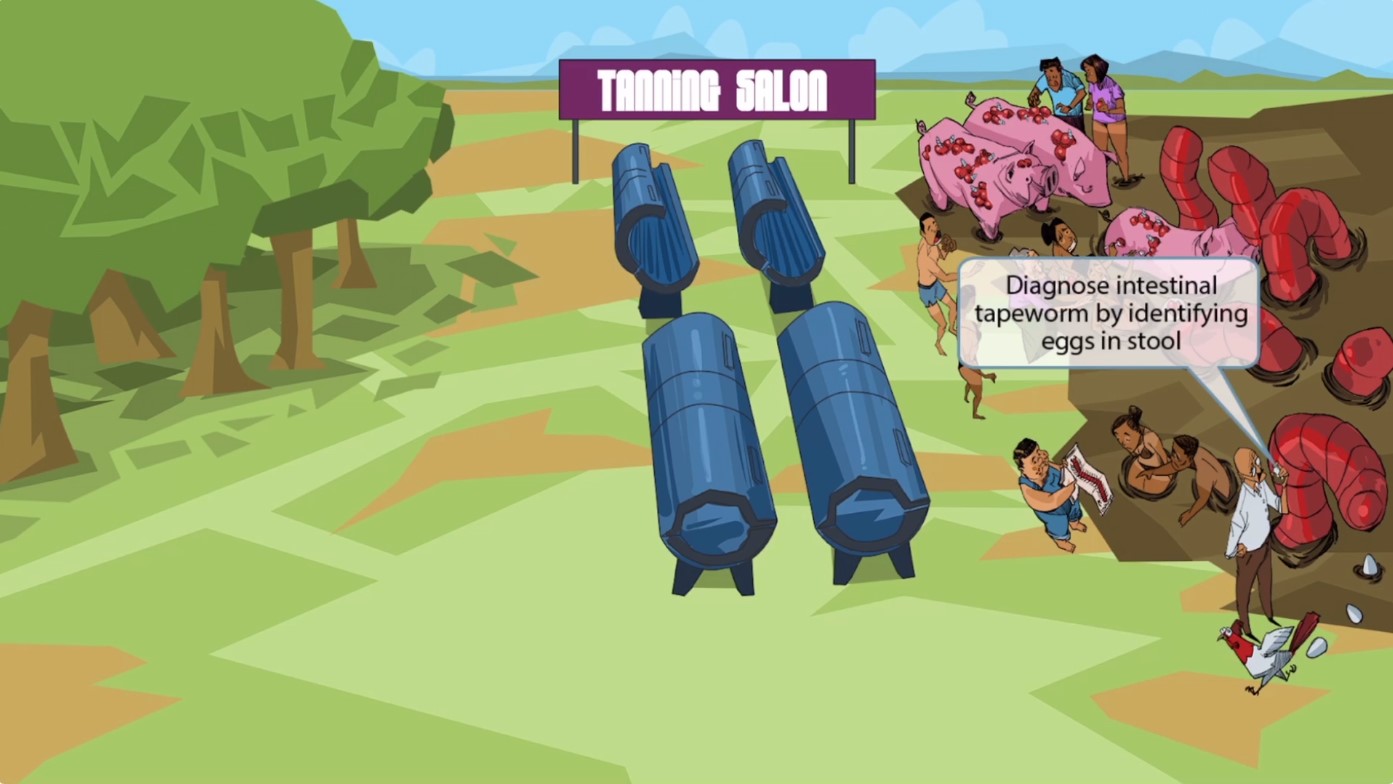 TANNING SALON
Diagnose intestinal
tapeworm by identifying
eggs in stool